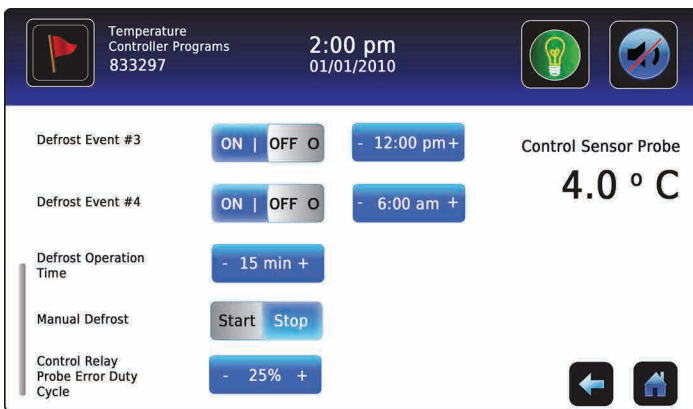 Temperature
Controller Programs
833297
2:00 pm
01/01/2010
Defrost Event #3
ON | OFF O
- 12:00 pm+
Control Sensor Probe
4.0 º C
Defrost Event #4
ON | OFF O
- 6:00 am +
Defrost Operation
Time
- 15 min +
Manual Defrost
Start Stop
Control Relay
Probe Error Duty
Cycle
- 25% +